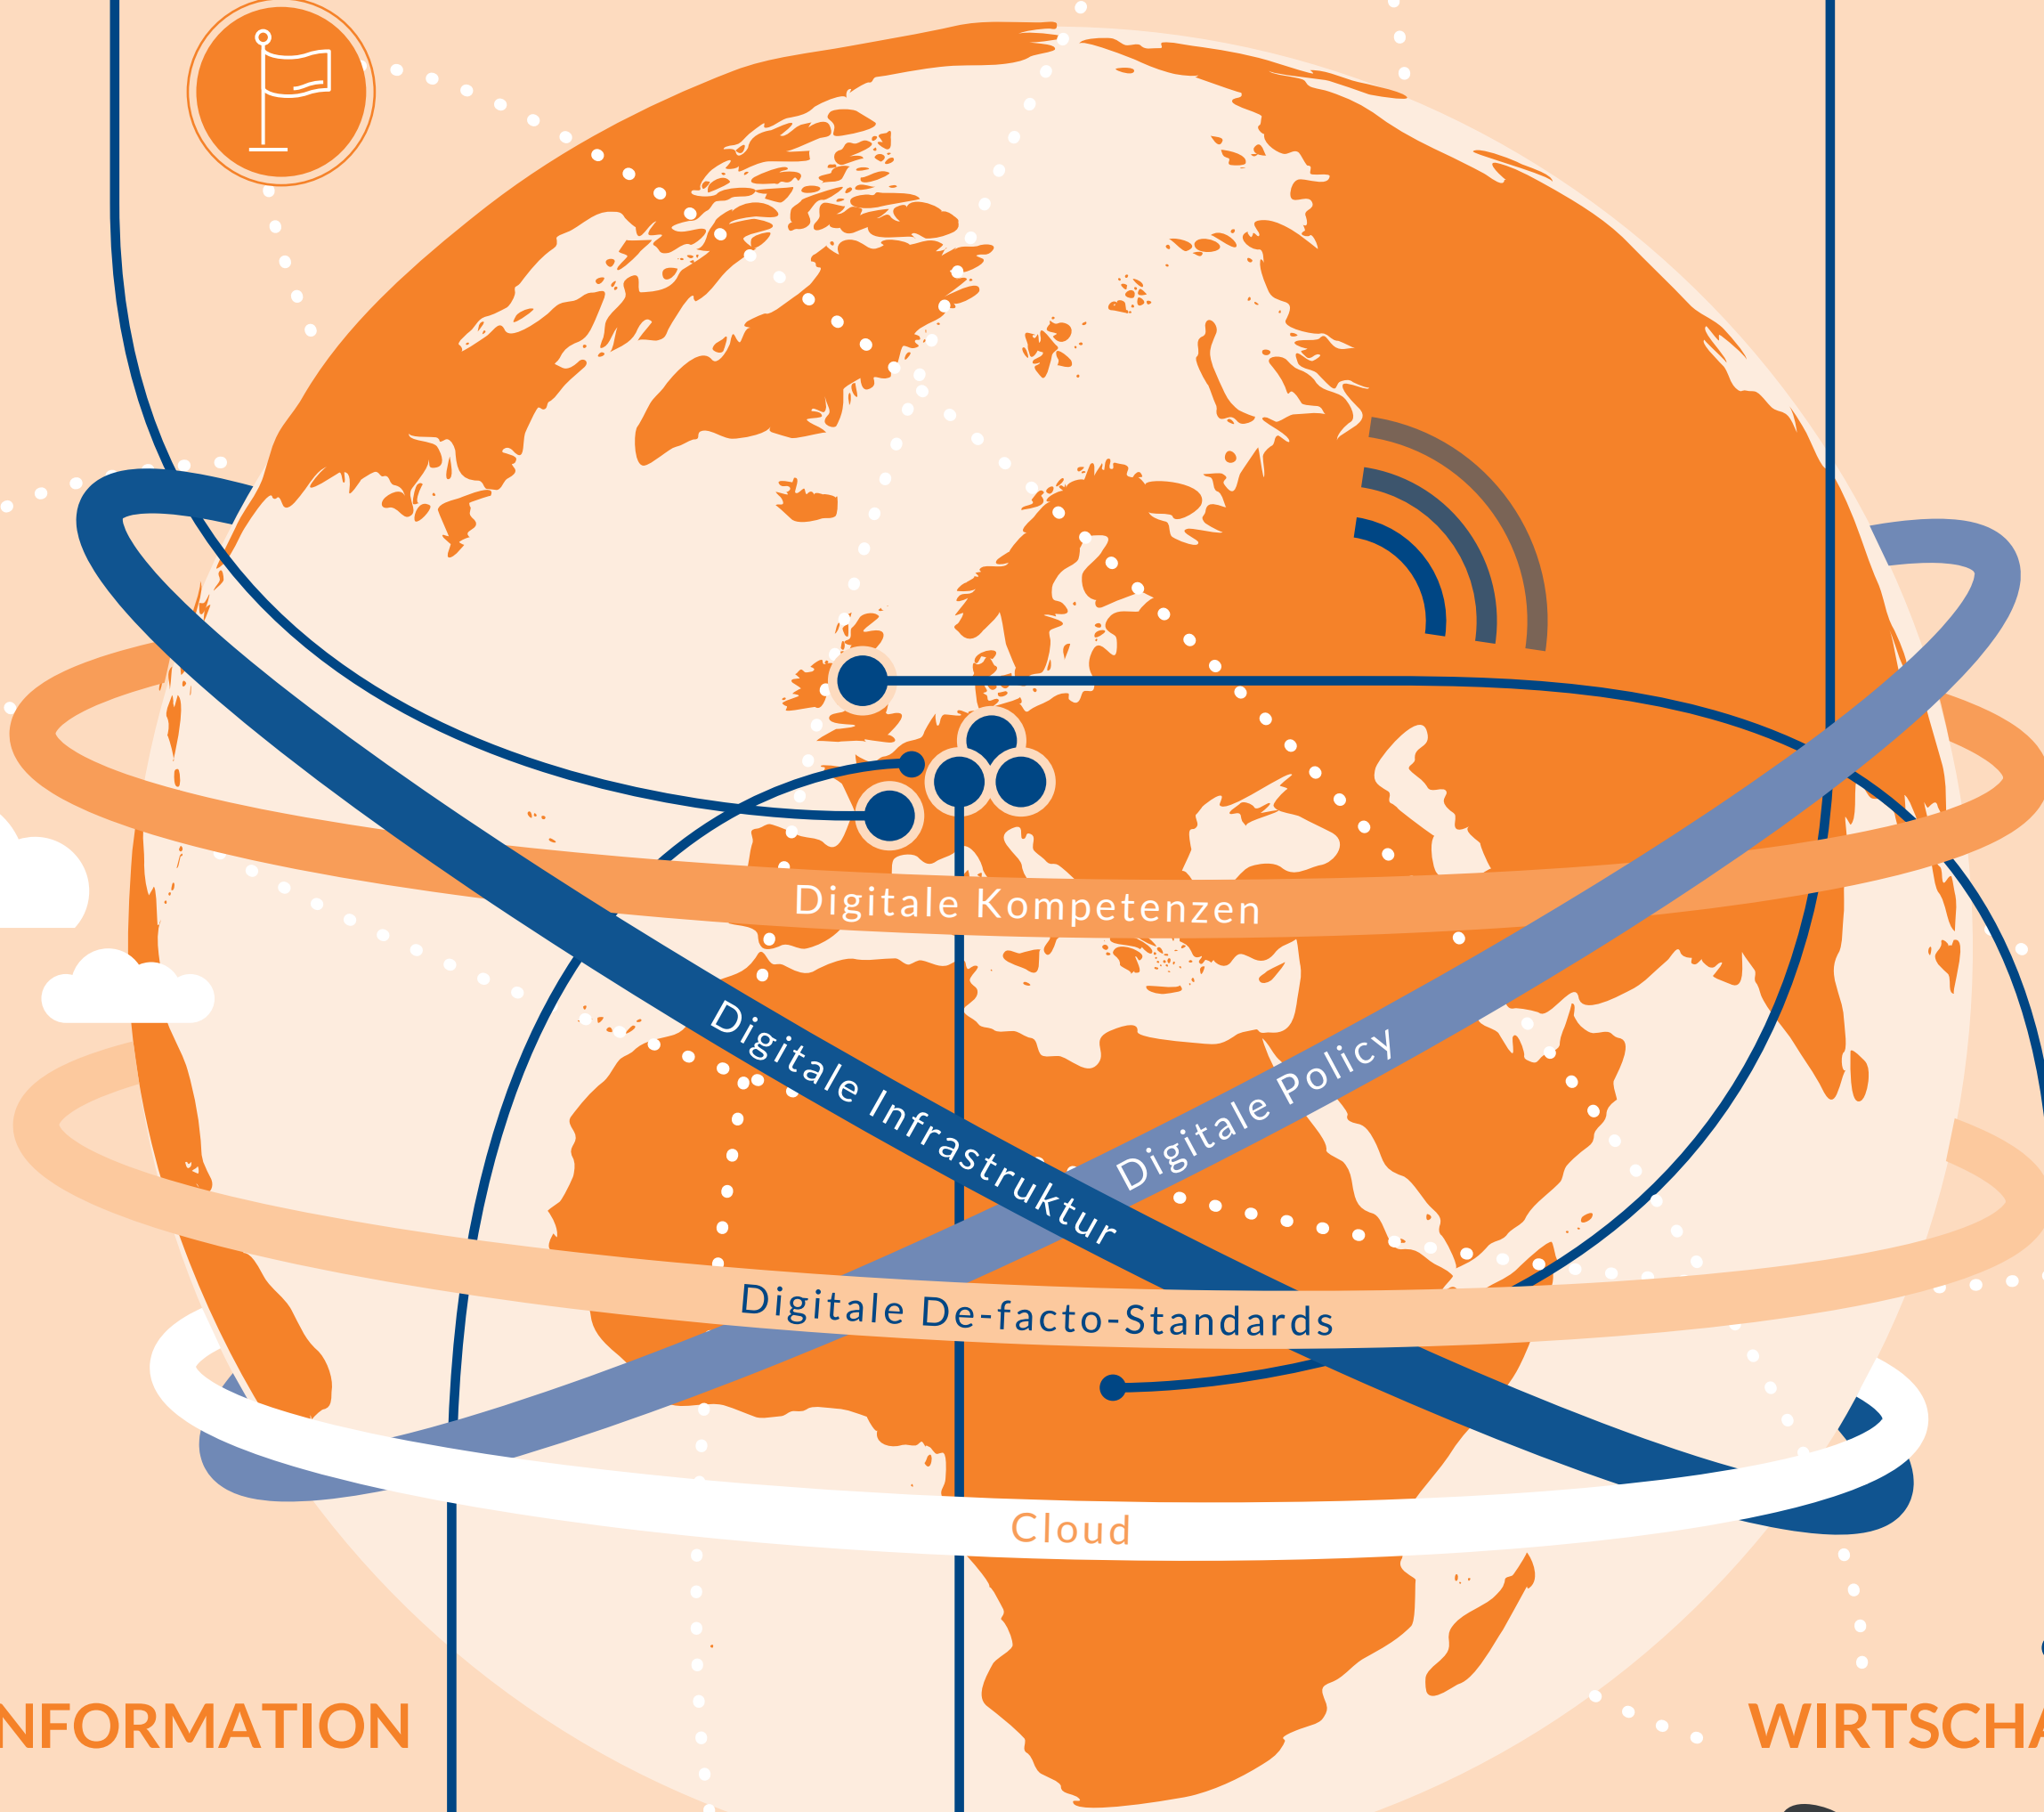 Digitale Kompetenzen
Digitale Infrastruktur
Digitale Policy
Digitale De-facto-Standards
Cloud
NFORMATION
WIRTSCHA